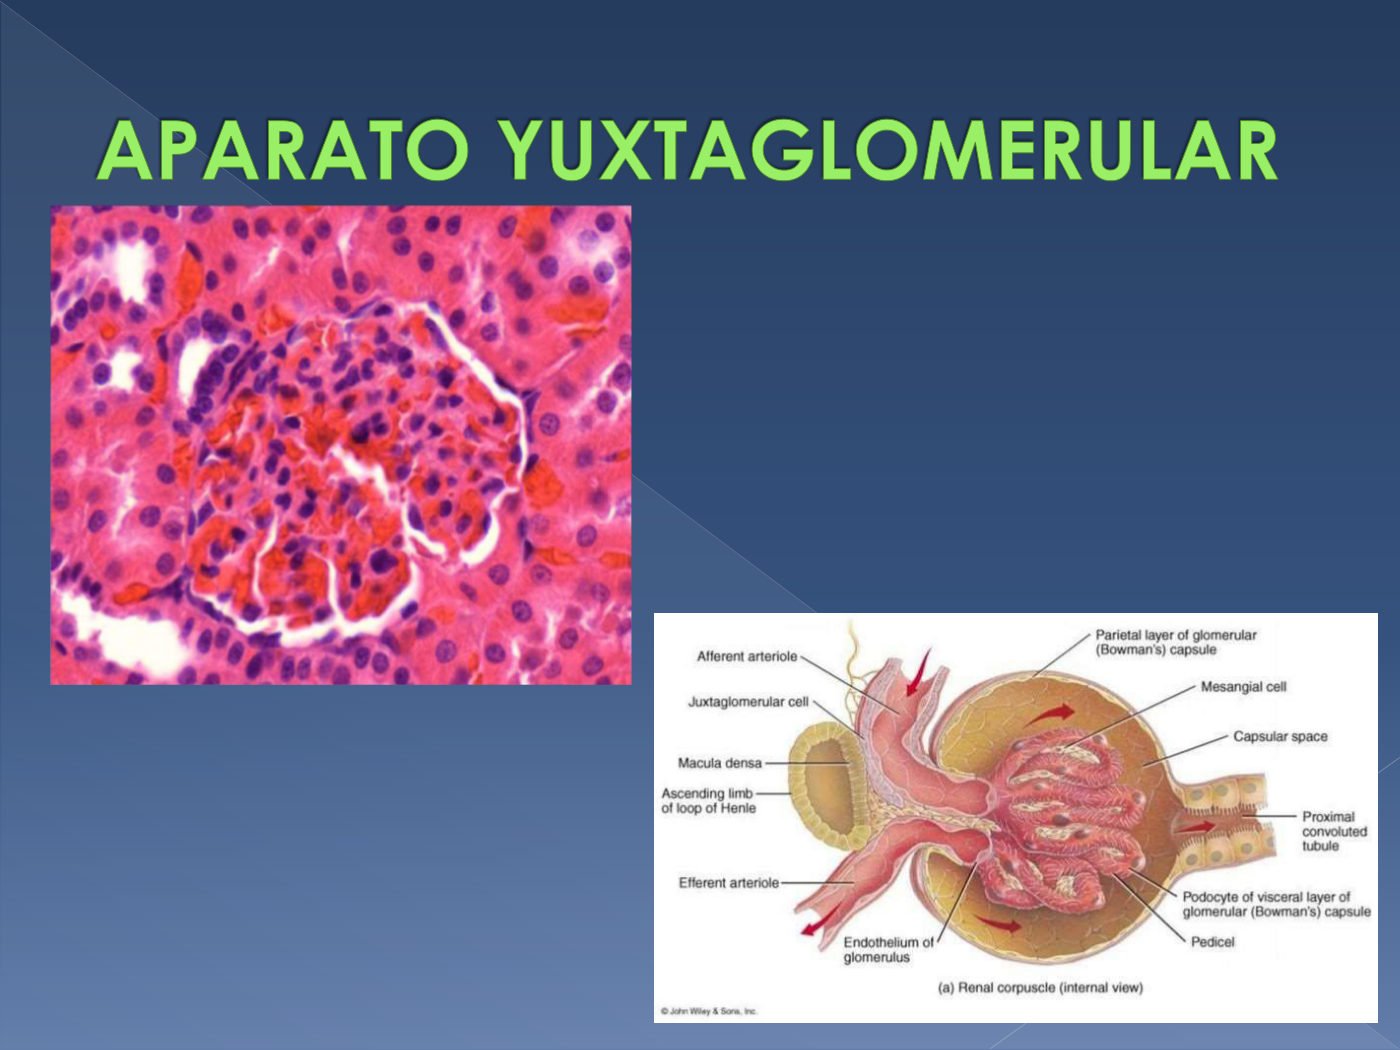 APARATO YUXTAGLOMERULAR
Parietal layer of glomerular
(Bowman's) capsule
Afferent arteriole
Mesangial cell
Juxtaglomerular cell
Capsular space
Macula densa
Ascending limb
of loop of Henle
Proximal
convoluted
tubule
Efferent arteriole
Podocyte of visceral layer of
glomerular (Bowman's) capsule
Endothelium of
glomerulus
Pedicel
(a) Renal corpuscle (internal view)
© John Wiley & Sons, Inc.